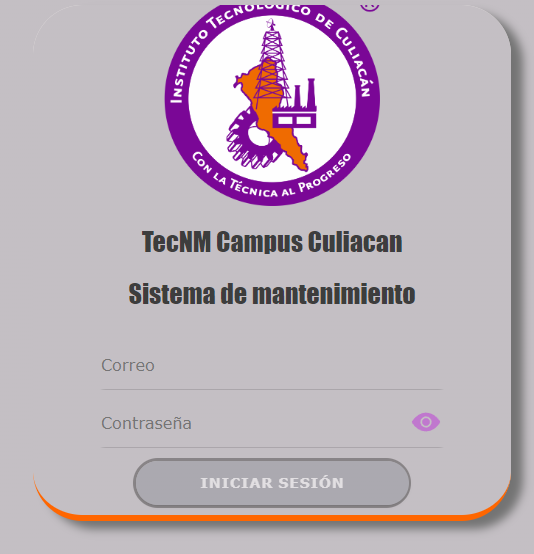 ®
INSTITUTO TECNOLÓGICO DE CULIACÁN
CON LA TÉCNICA AL PROGRESO
TecNM Campus Culiacan
Sistema de mantenimiento
Correo
Contraseña
INICIAR SESIÓN